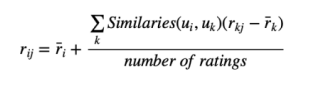 r_ij = r̄_i + ∑_k Similaries(u_i, u_k)(r_kj − r̄_k) / number of ratings